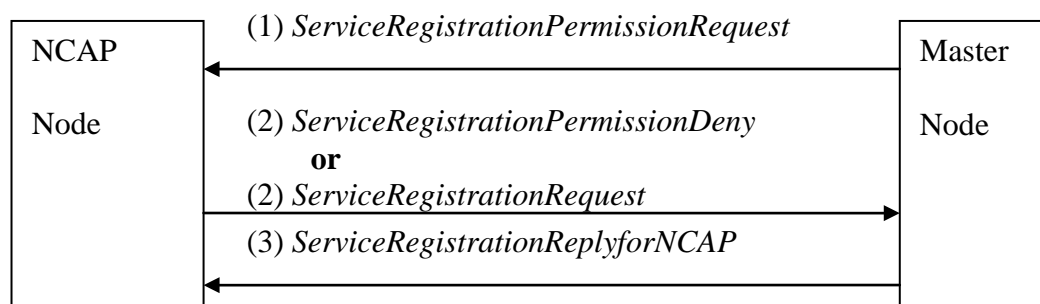 NCAP
Node
(1) ServiceRegistrationPermissionRequest
(2) ServiceRegistrationPermissionDeny
or
(2) ServiceRegistrationRequest
(3) ServiceRegistrationReplyforNCAP
Master
Node